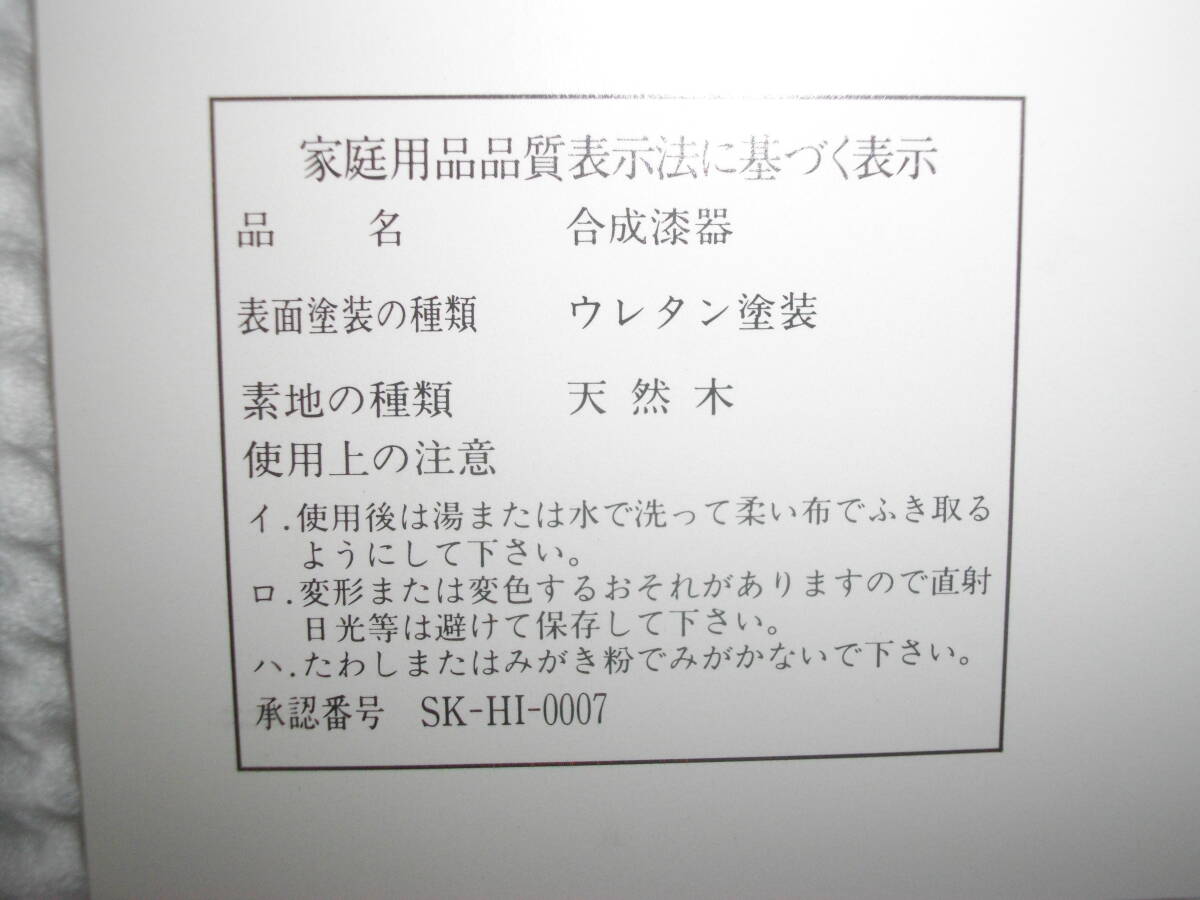 家庭用品品質表示法に基づく表示
品　　名　　合成漆器
表面塗装の種類　　ウレタン塗装
素地の種類　　天然木
使用上の注意
イ.使用後は湯または水で洗って柔い布でふき取る
ようにして下さい。
ロ.変形または変色するおそれがありますので直射
日光等は避けて保存して下さい。
ハ.たわしまたはみがき粉でみがかないで下さい。
承認番号　SK-HI-0007